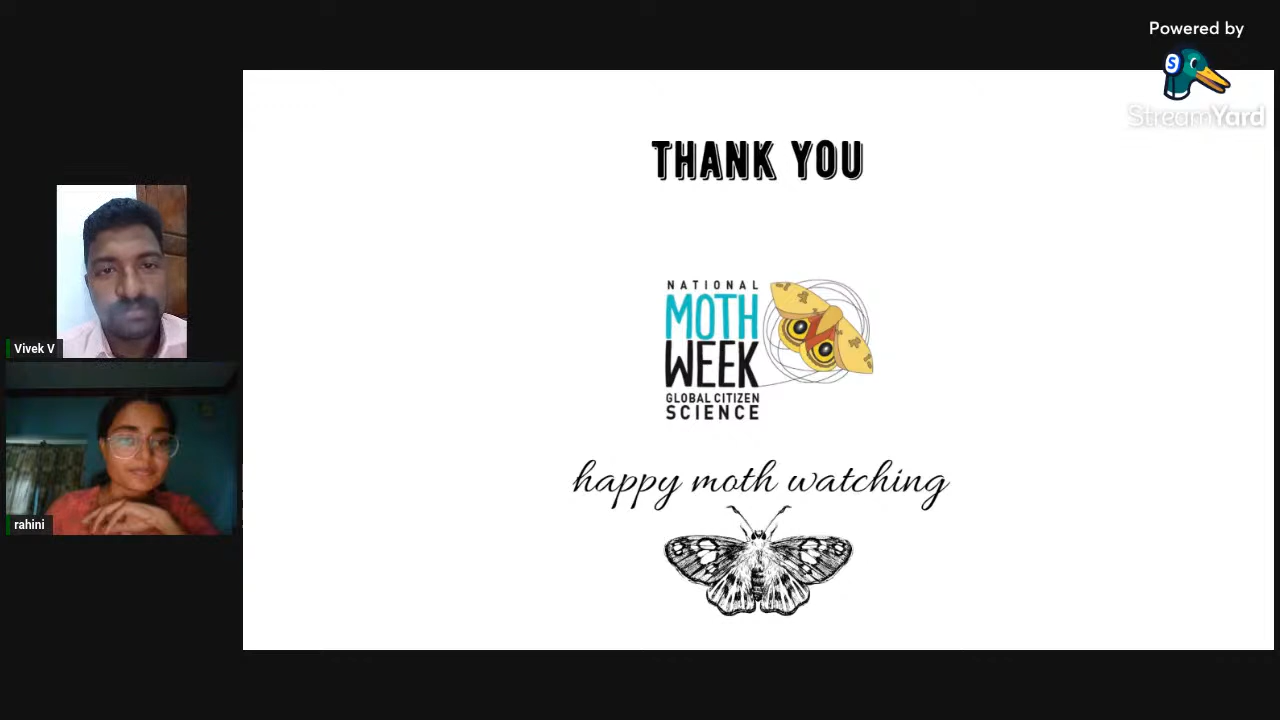 Powered by
S
StreamYard
THANK YOU
NATIONAL
MOTH
WEEK
GLOBAL CITIZEN
SCIENCE
happy moth watching
Vivek V
rahini